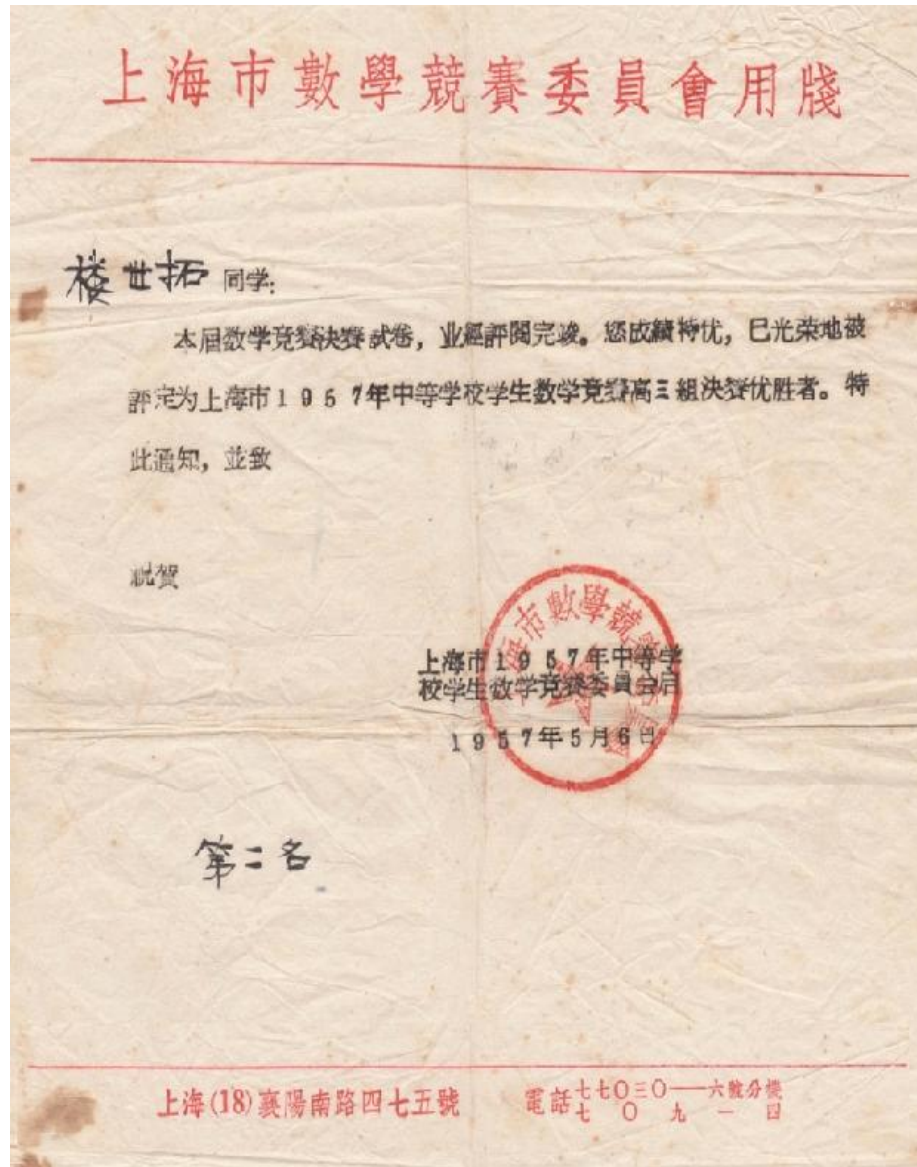 上海市數學競賽委員會用牋
楼世拓 同学:
本届数学竞赛决赛试卷,业經評閱完竣。您成績特优,已光荣地被
評定为上海市1957年中等学校学生数学竞赛高三組决赛优胜者。特
此通知,並致
祝賀
上海市1957年中等学
校学生数学竞赛委員会启
1957年5月6日
第二名
上海(18)襄陽南路四七五號
電話 七七〇三〇——六號分機
七〇九一四